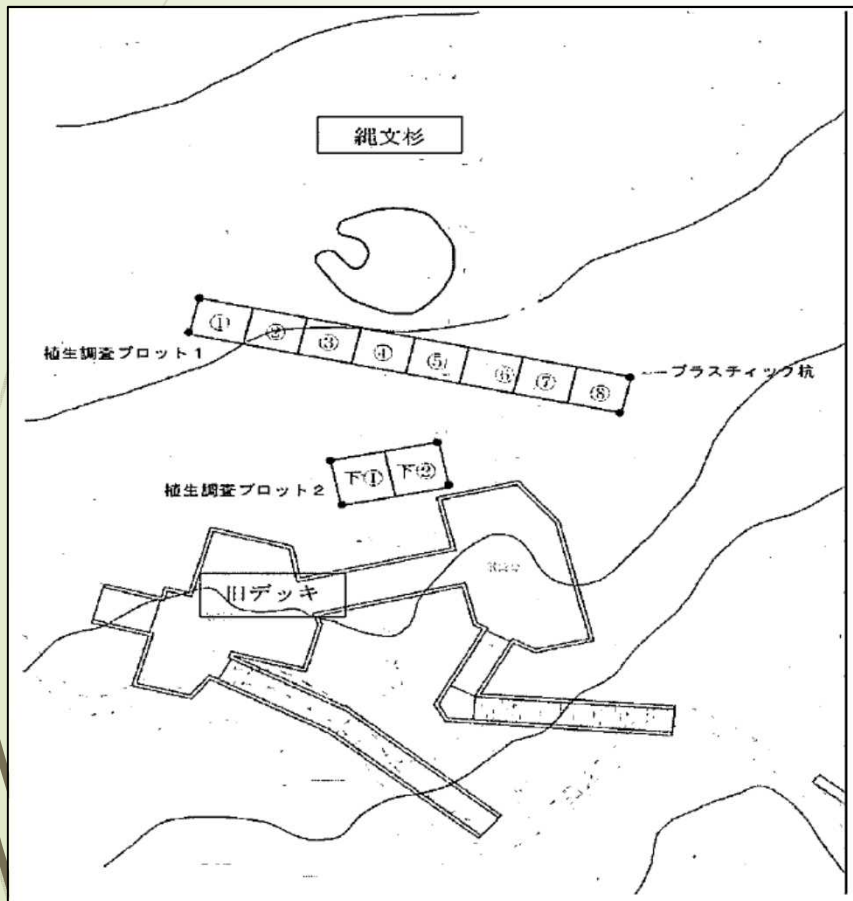 縄文杉
① ② ③ ④ ⑤ ⑥ ⑦ ⑧
植生調査プロット1
プラスティック杭
下① 下②
植生調査プロット2
旧デッキ